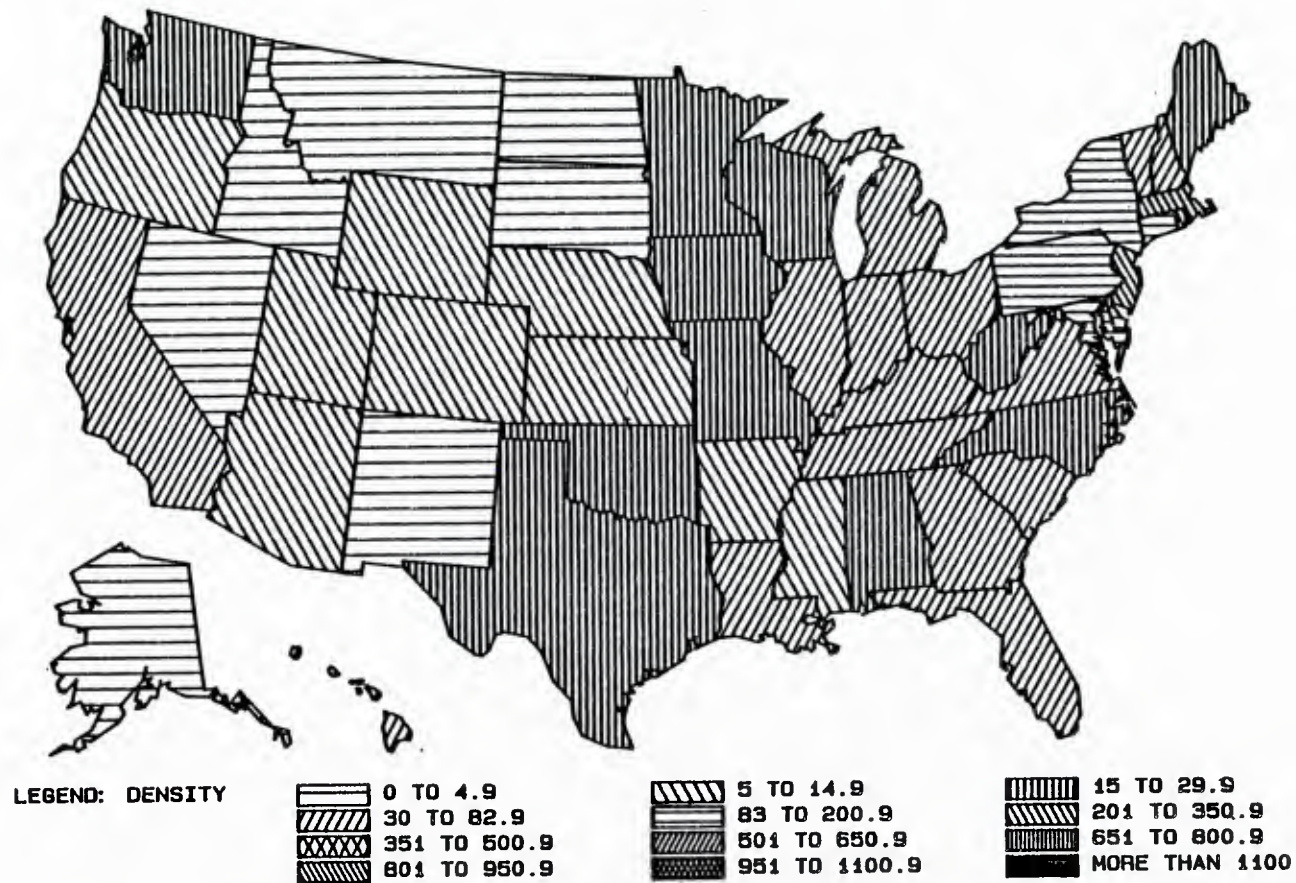 LEGEND: DENSITY
0 TO 4.9
5 TO 14.9
15 TO 29.9
30 TO 82.9
83 TO 200.9
201 TO 350.9
351 TO 500.9
501 TO 650.9
651 TO 800.9
801 TO 950.9
951 TO 1100.9
MORE THAN 1100